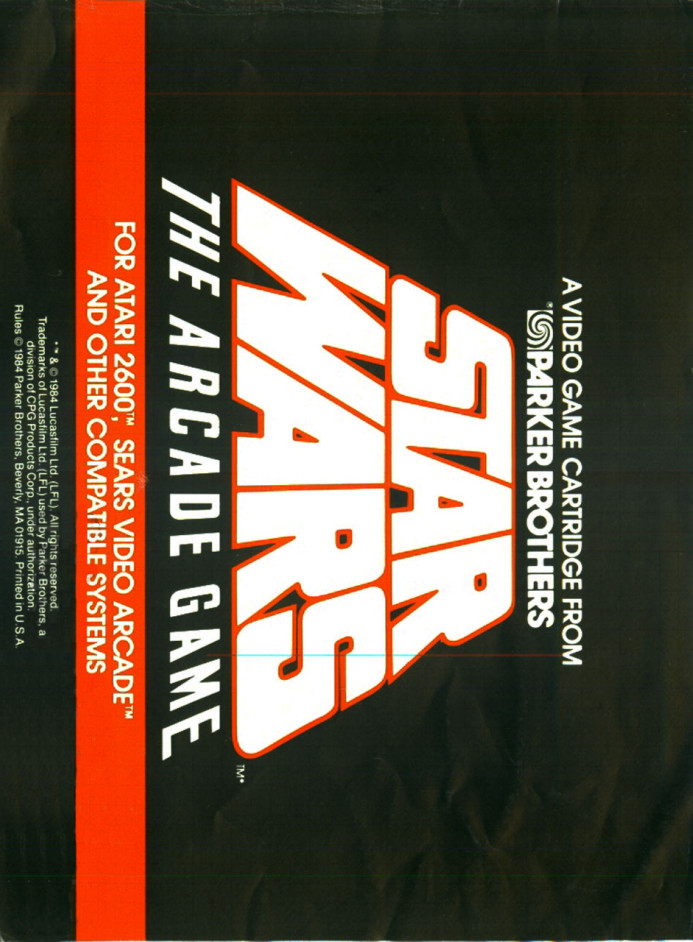 A VIDEO GAME CARTRIDGE FROM
PARKER BROTHERS
STAR
WARS
THE ARCADE GAME
FOR ATARI 2600™, SEARS VIDEO ARCADE™
AND OTHER COMPATIBLE SYSTEMS
*™ & © 1984 Lucasfilm Ltd. (LFL). All rights reserved.
Trademarks of Lucasfilm Ltd. (LFL) used by Parker Brothers, a
division of CPG Products Corp., under authorization.
Rules © 1984 Parker Brothers, Beverly, MA 01915. Printed in U.S.A.